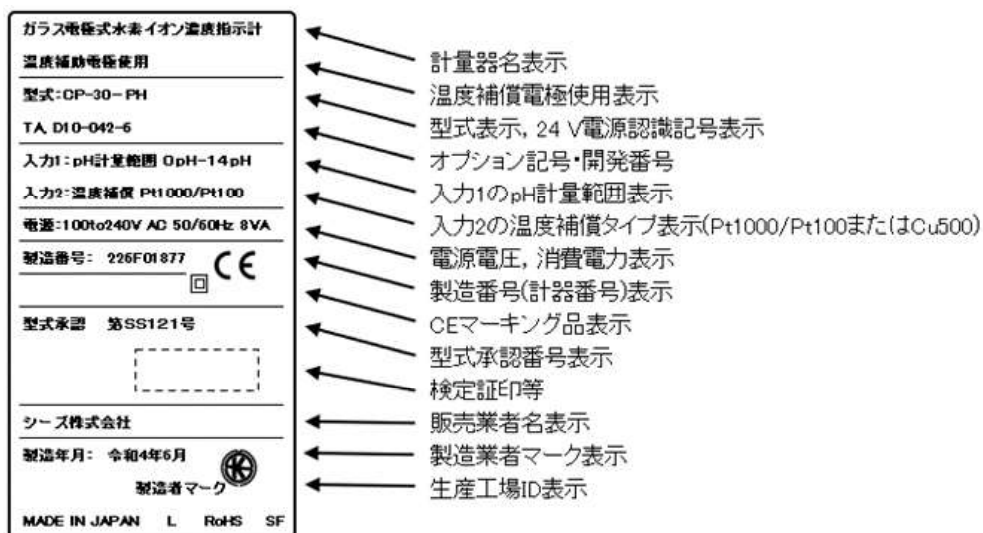 ガラス電極式水素イオン濃度指示計
温度補助電極使用
型式:CP-30-PH
TA, D10-042-6
入力1:pH計量範囲 0pH-14pH
入力2:温度補償 Pt1000/Pt100
電源:100to240V AC 50/60Hz 8VA
製造番号: 226F01877
CE
型式承認 第SS121号
シーズ株式会社
製造年月: 令和4年6月
製造者マーク
MADE IN JAPAN L RoHS SF
計量器名表示
温度補償電極使用表示
型式表示, 24 V電源認識記号表示
オプション記号・開発番号
入力1のpH計量範囲表示
入力2の温度補償タイプ表示(Pt1000/Pt100またはCu500)
電源電圧, 消費電力表示
製造番号(計器番号)表示
CEマーキング品表示
型式承認番号表示
検定証印等
販売業者名表示
製造業者マーク表示
生産工場ID表示